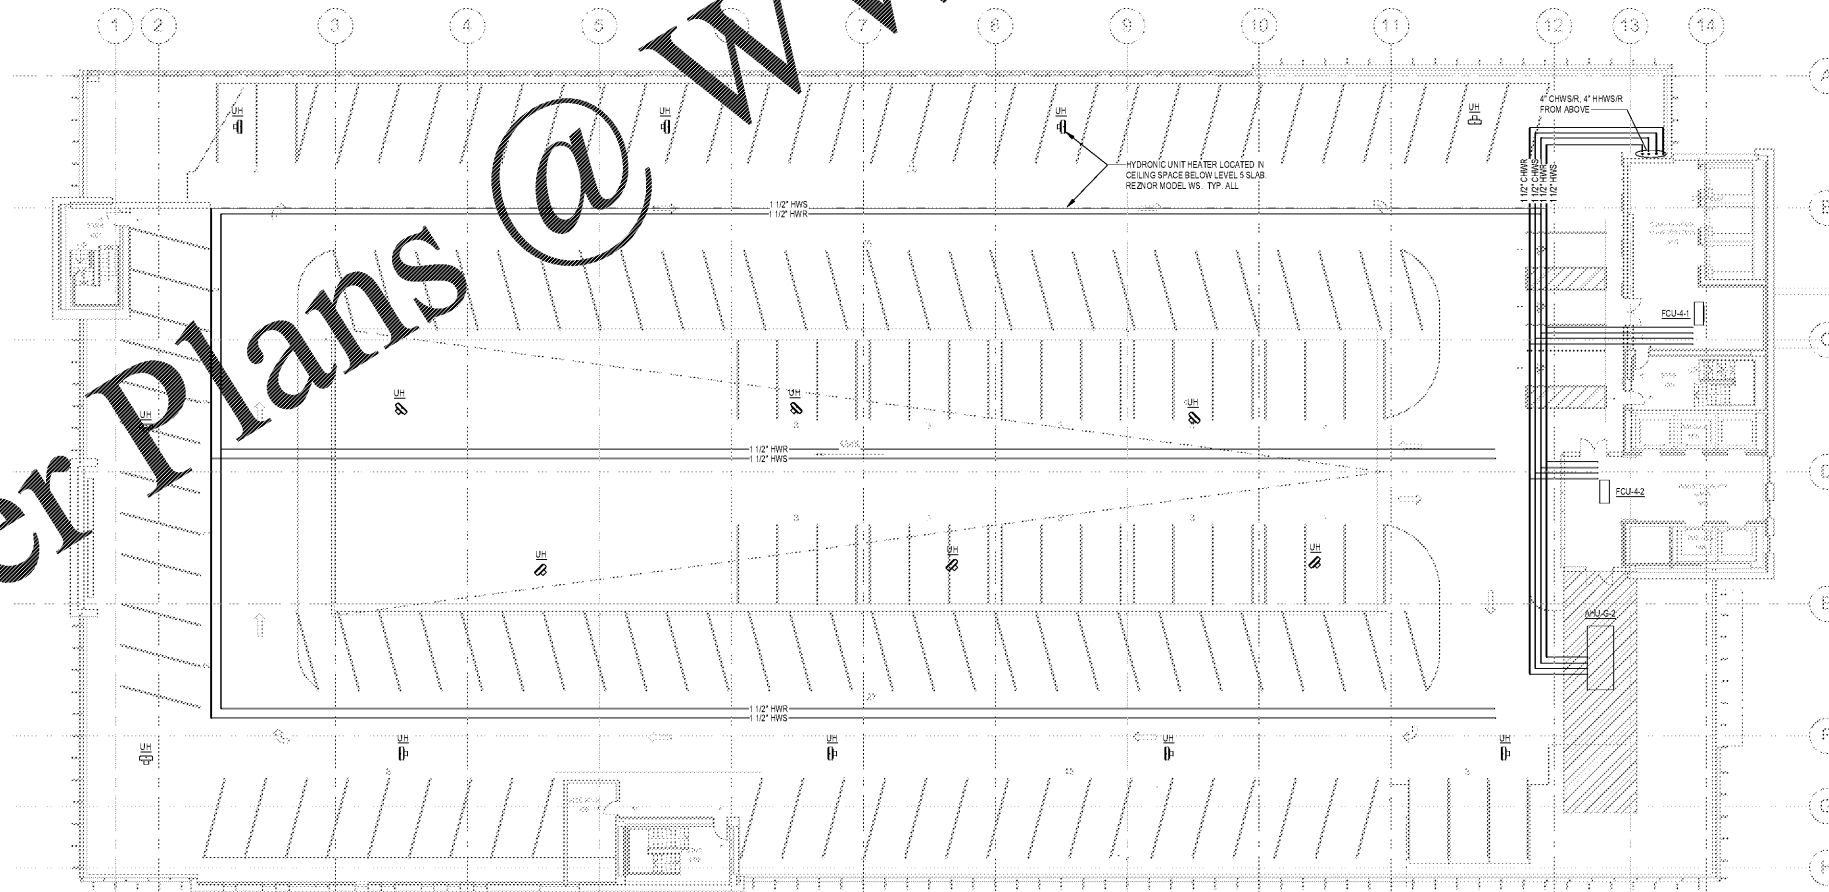 1 2 3 4 5 7 8 9 10 11 12 13 14
er Plans @ WW
UH UH UH UH
4" CHWS/R, 4" HHWS/R
FROM ABOVE
HYDRONIC UNIT HEATER LOCATED IN
CEILING SPACE BELOW LEVEL 5 SLAB.
REZNOR MODEL WS. TYP. ALL
1 1/2" CHWR
1 1/2" CHWS
1 1/2" HWR
1 1/2" HWS
1 1/2" HWS
1 1/2" HWR
FCU-4-1
UH UH UH UH
1 1/2" HWR
1 1/2" HWS
FCU-4-2
UH UH UH
AHU-G-2
1 1/2" HWR
1 1/2" HWS
UH UH UH UH UH
A
C
D
E
F
G
H